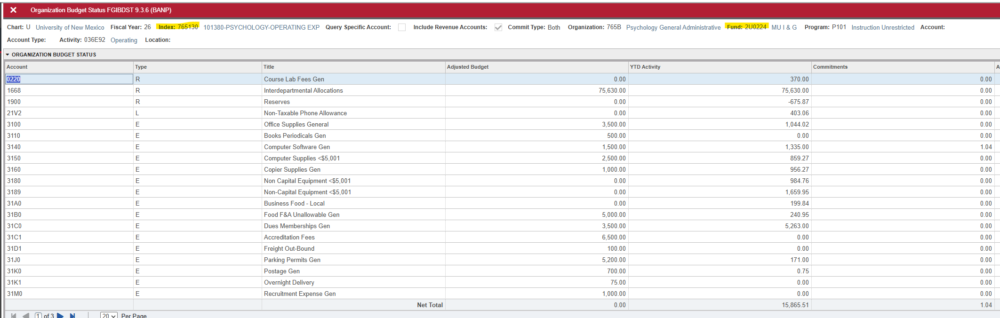 Organization Budget Status FGIBDST 9.3.6 (BANP)
Chart: U University of New Mexico Fiscal Year: 26 Index: 765130 101380-PSYCHOLOGY-OPERATING EXP Query Specific Account: Include Revenue Accounts: Commit Type: Both Organization: 765B Psychology General Administrative Fund: 2U0224 MU I & G Program: P101 Instruction Unrestricted Account:
Account Type: Activity: 036E92 Operating Location:
ORGANIZATION BUDGET STATUS
Account Type Title Adjusted Budget YTD Activity Commitments A
0220 R Course Lab Fees Gen 0.00 370.00 0.00
1668 R Interdepartmental Allocations 75,630.00 75,630.00 0.00
1900 R Reserves 0.00 -675.87 0.00
21V2 L Non-Taxable Phone Allowance 0.00 403.06 0.00
3100 E Office Supplies General 3,500.00 1,044.02 0.00
3110 E Books Periodicals Gen 500.00 0.00 0.00
3140 E Computer Software Gen 1,500.00 1,335.00 1.04
3150 E Computer Supplies <$5,001 2,500.00 859.27 0.00
3160 E Copier Supplies Gen 1,000.00 956.27 0.00
3180 E Non Capital Equipment <$5,001 0.00 984.76 0.00
3189 E Non-Capital Equipment <$5,001 0.00 1,659.95 0.00
31A0 E Business Food - Local 0.00 199.84 0.00
31B0 E Food F&A Unallowable Gen 5,000.00 240.95 0.00
31C0 E Dues Memberships Gen 3,500.00 5,263.00 0.00
31C1 E Accreditation Fees 6,500.00 0.00 0.00
31D1 E Freight Out-Bound 100.00 0.00 0.00
31J0 E Parking Permits Gen 5,200.00 171.00 0.00
31K0 E Postage Gen 700.00 0.75 0.00
31K1 E Overnight Delivery 75.00 0.00 0.00
31M0 E Recruitment Expense Gen 1,000.00 0.00 0.00
Net Total 0.00 15,865.51 1.04
1 of 3 20 Per Page